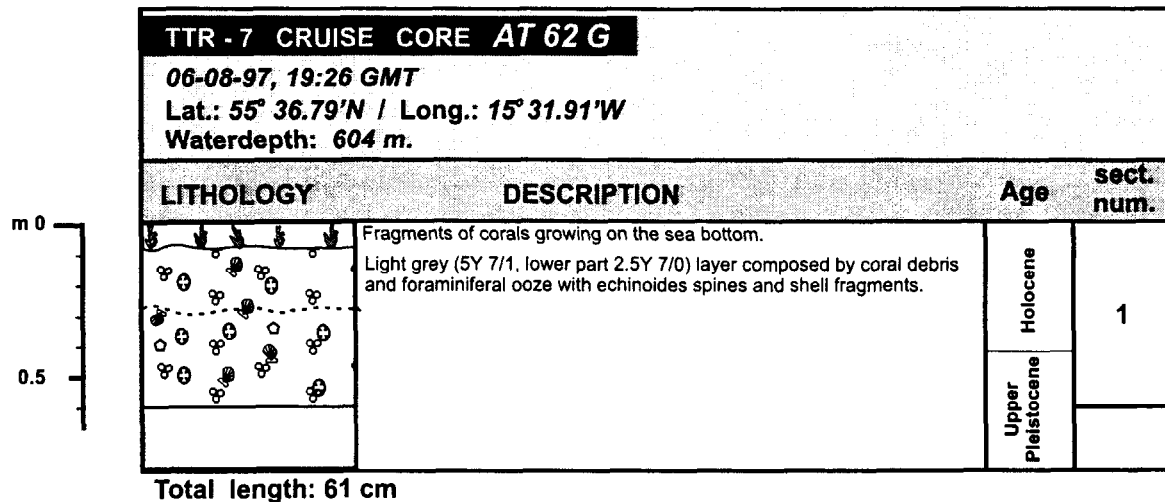 TTR - 7 CRUISE CORE AT 62 G
06-08-97, 19:26 GMT
Lat.: 55° 36.79'N / Long.: 15° 31.91'W
Waterdepth: 604 m.
LITHOLOGY DESCRIPTION Age sect. num.
m 0
Fragments of corals growing on the sea bottom.
Light grey (5Y 7/1, lower part 2.5Y 7/0) layer composed by coral debris
and foraminiferal ooze with echinoides spines and shell fragments.
Holocene
1
0.5
Upper
Pleistocene
Total length: 61 cm